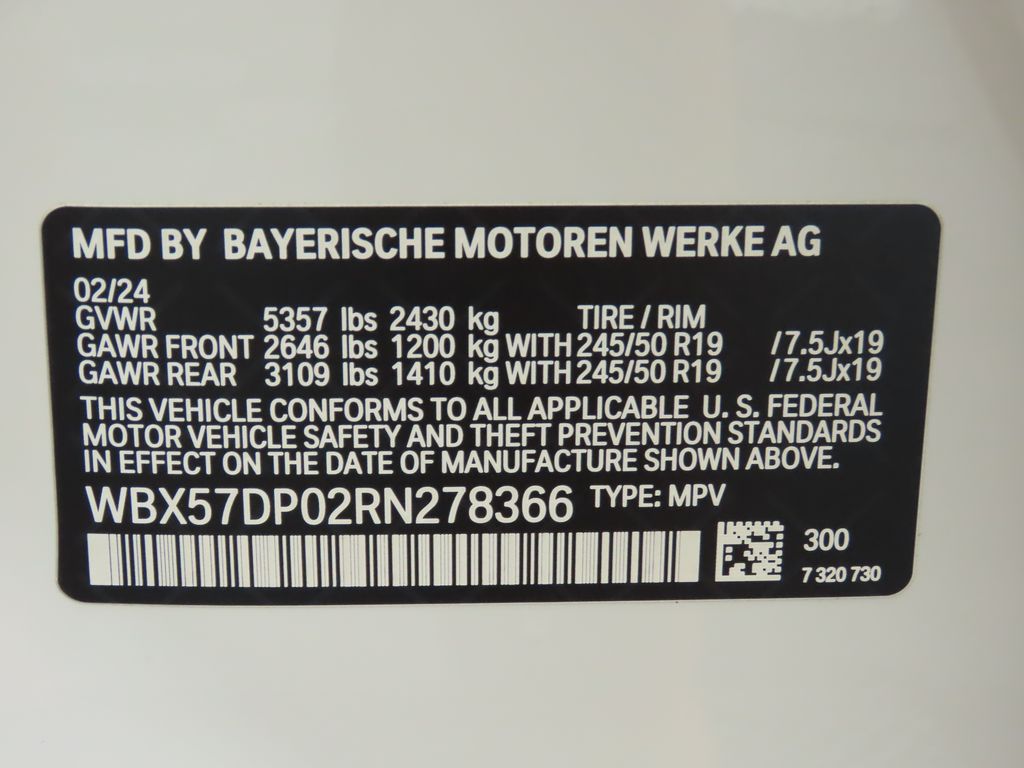 MFD BY BAYERISCHE MOTOREN WERKE AG
02/24
GVWR 5357 lbs 2430 kg TIRE / RIM
GAWR FRONT 2646 lbs 1200 kg WITH 245/50 R19 /7.5Jx19
GAWR REAR 3109 lbs 1410 kg WITH 245/50 R19 /7.5Jx19
THIS VEHICLE CONFORMS TO ALL APPLICABLE U. S. FEDERAL
MOTOR VEHICLE SAFETY AND THEFT PREVENTION STANDARDS
IN EFFECT ON THE DATE OF MANUFACTURE SHOWN ABOVE.
WBX57DP02RN278366 TYPE: MPV
300
7 320 730